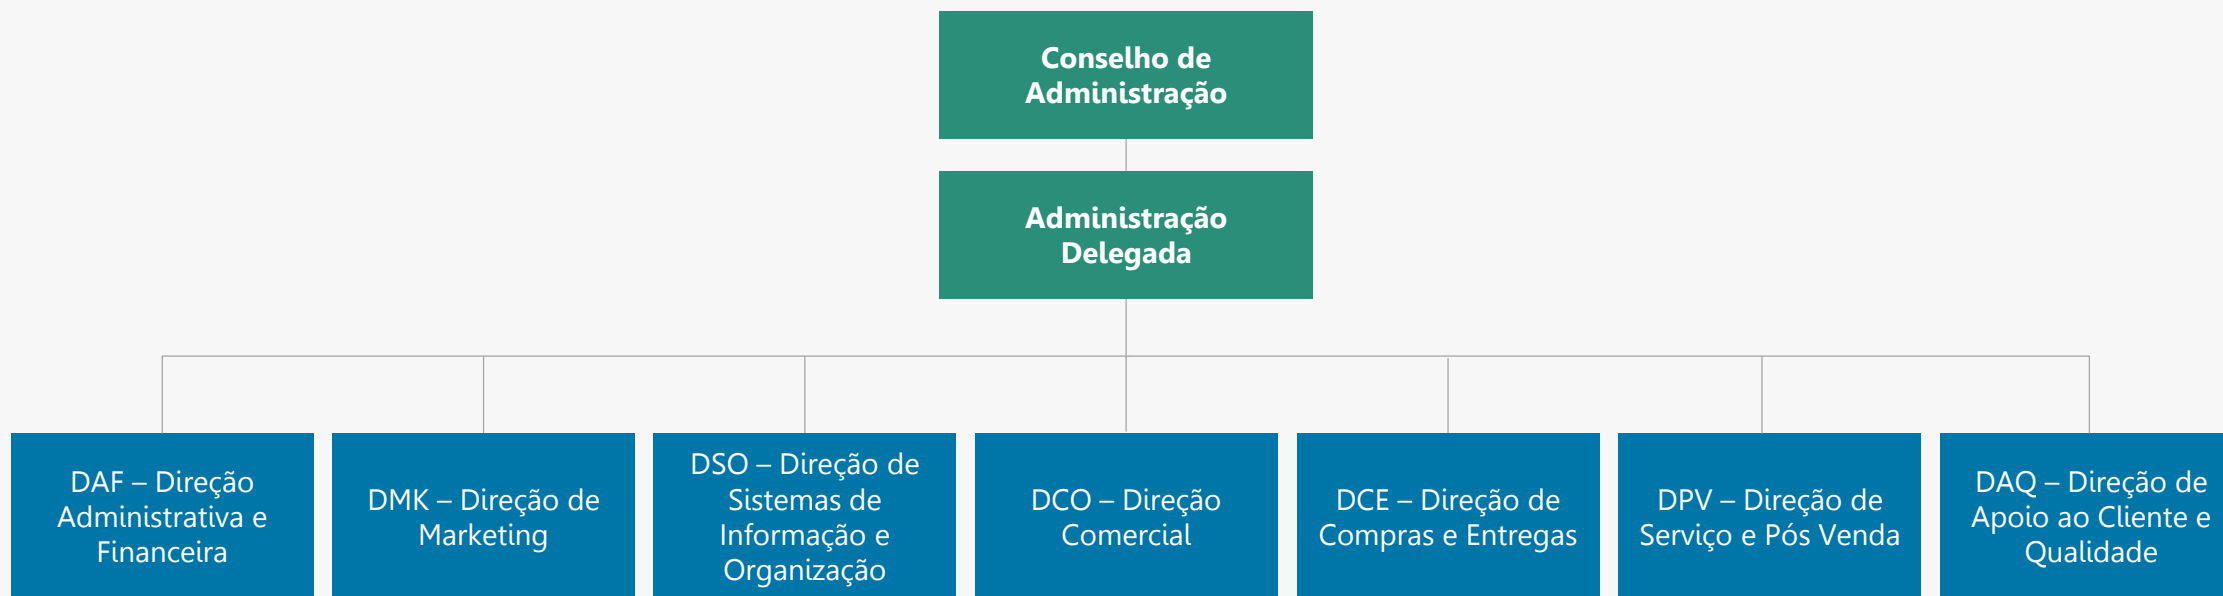 Conselho de
Administração
Administração
Delegada
DAF – Direção
Administrativa e
Financeira
DMK – Direção de
Marketing
DSO – Direção de
Sistemas de
Informação e
Organização
DCO – Direção
Comercial
DCE – Direção de
Compras e Entregas
DPV – Direção de
Serviço e Pós Venda
DAQ – Direção de
Apoio ao Cliente e
Qualidade